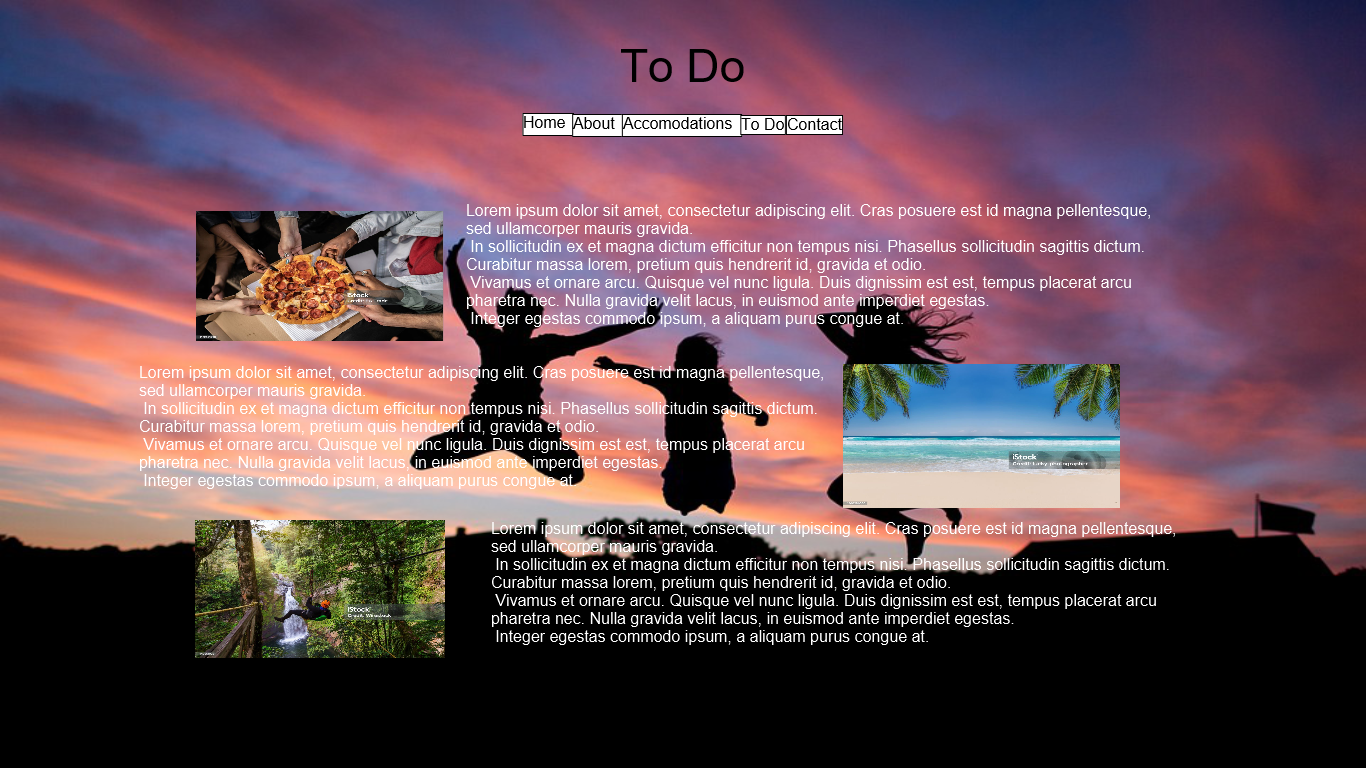 To Do
Home About Accomodations To Do Contact
Lorem ipsum dolor sit amet, consectetur adipiscing elit. Cras posuere est id magna pellentesque,
sed ullamcorper mauris gravida.
In sollicitudin ex et magna dictum efficitur non tempus nisi. Phasellus sollicitudin sagittis dictum.
Curabitur massa lorem, pretium quis hendrerit id, gravida et odio.
Vivamus et ornare arcu. Quisque vel nunc ligula. Duis dignissim est est, tempus placerat arcu
pharetra nec. Nulla gravida velit lacus, in euismod ante imperdiet egestas.
Integer egestas commodo ipsum, a aliquam purus congue at.
iStock
Lorem ipsum dolor sit amet, consectetur adipiscing elit. Cras posuere est id magna pellentesque,
sed ullamcorper mauris gravida.
In sollicitudin ex et magna dictum efficitur non tempus nisi. Phasellus sollicitudin sagittis dictum.
Curabitur massa lorem, pretium quis hendrerit id, gravida et odio.
Vivamus et ornare arcu. Quisque vel nunc ligula. Duis dignissim est est, tempus placerat arcu
pharetra nec. Nulla gravida velit lacus, in euismod ante imperdiet egestas.
Integer egestas commodo ipsum, a aliquam purus congue at.
iStock
Credit: lucky-photographer
Lorem ipsum dolor sit amet, consectetur adipiscing elit. Cras posuere est id magna pellentesque,
sed ullamcorper mauris gravida.
In sollicitudin ex et magna dictum efficitur non tempus nisi. Phasellus sollicitudin sagittis dictum.
Curabitur massa lorem, pretium quis hendrerit id, gravida et odio.
Vivamus et ornare arcu. Quisque vel nunc ligula. Duis dignissim est est, tempus placerat arcu
pharetra nec. Nulla gravida velit lacus, in euismod ante imperdiet egestas.
Integer egestas commodo ipsum, a aliquam purus congue at.
iStock
Credit: Wirestock